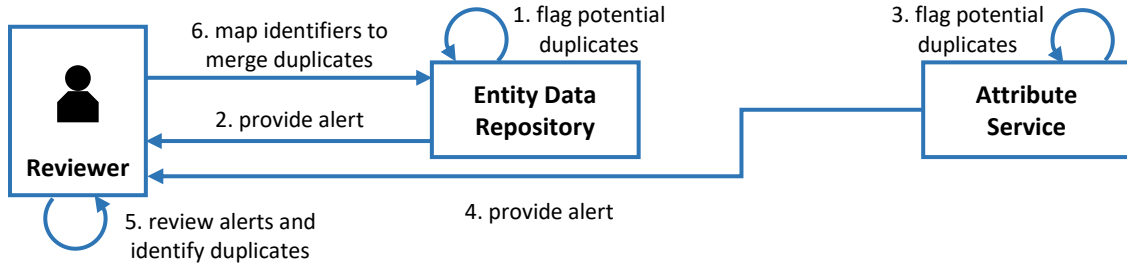 1. flag potential
duplicates
3. flag potential
duplicates
6. map identifiers to
merge duplicates
Entity Data
Repository
Attribute
Service
2. provide alert
Reviewer
4. provide alert
5. review alerts and
identify duplicates